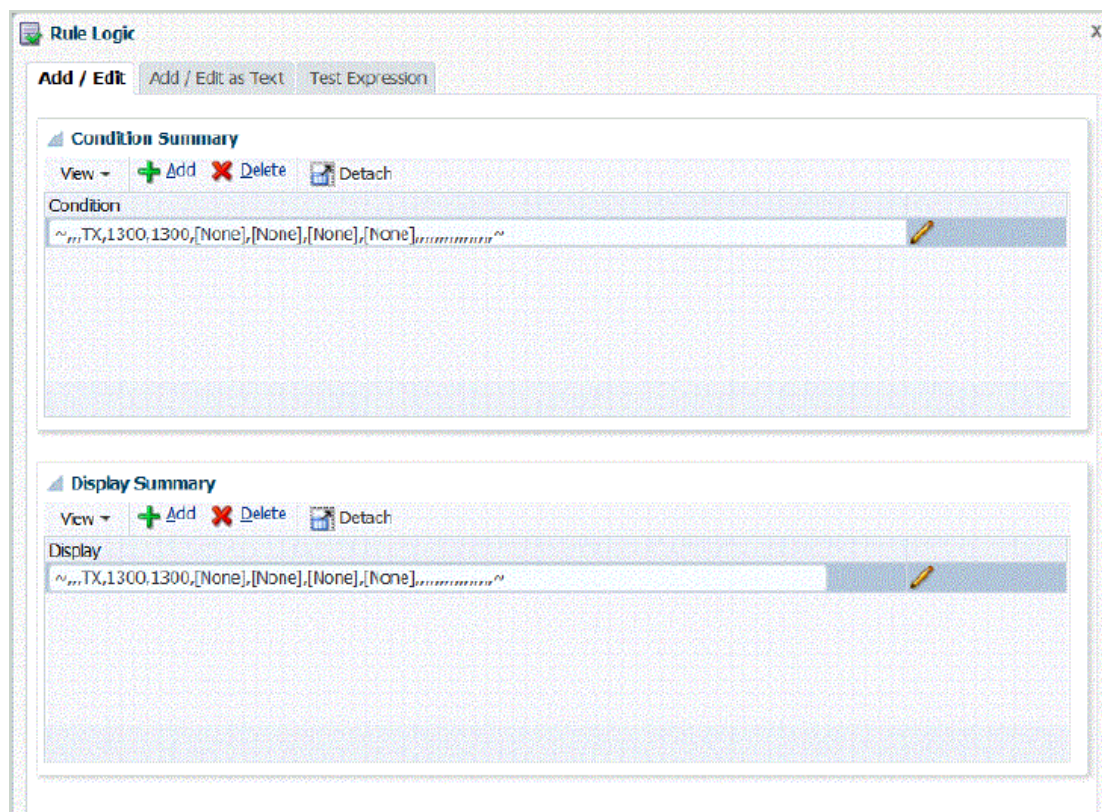 Rule Logic
x
Add / Edit Add / Edit as Text Test Expression
Condition Summary
View Add Delete Detach
Condition
~,,,TX,1300,1300,[None],[None],[None],[None],,,,,,,,,,,,,,,,~
Display Summary
View Add Delete Detach
Display
~,,,TX,1300,1300,[None],[None],[None],[None],,,,,,,,,,,,,,,,~